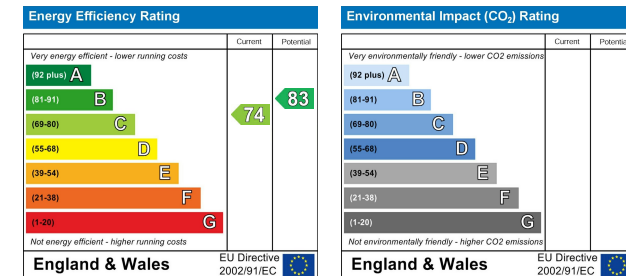 Energy Efficiency Rating
Current Potential
Very energy efficient - lower running costs
(92 plus) A
(81-91) B
(69-80) C
(55-68) D
(39-54) E
(21-38) F
(1-20) G
74
83
Not energy efficient - higher running costs
England & Wales
EU Directive
2002/91/EC
Environmental Impact (CO₂) Rating
Current Potential
Very environmentally friendly - lower CO2 emissions
(92 plus) A
(81-91) B
(69-80) C
(55-68) D
(39-54) E
(21-38) F
(1-20) G
Not environmentally friendly - higher CO2 emissions
England & Wales
EU Directive
2002/91/EC